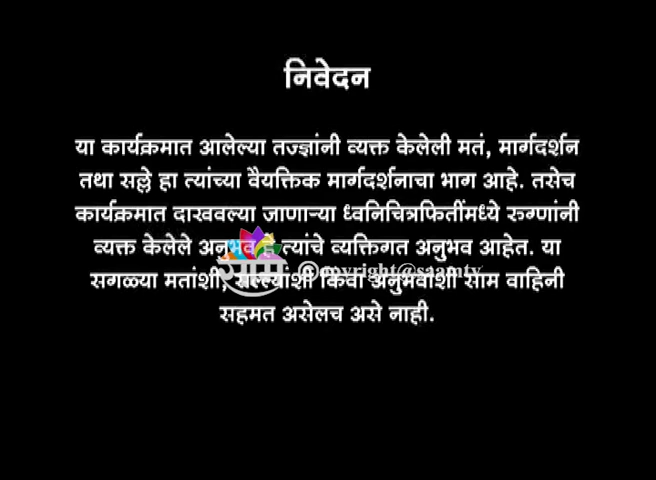 निवेदन
या कार्यक्रमात आलेल्या तज्ज्ञांनी व्यक्त केलेली मतं, मार्गदर्शन
तथा सल्ले हा त्यांच्या वैयक्तिक मार्गदर्शनाचा भाग आहे. तसेच
कार्यक्रमात दाखवल्या जाणाऱ्या ध्वनिचित्रफितींमध्ये रुग्णांनी
व्यक्त केलेले अनुभव हे त्यांचे व्यक्तिगत अनुभव आहेत. या
साम ©opyright@saamtv
सगळ्या मतांशी, सल्ल्यांशी किंवा अनुभवांशी साम वाहिनी
सहमत असेलच असे नाही.